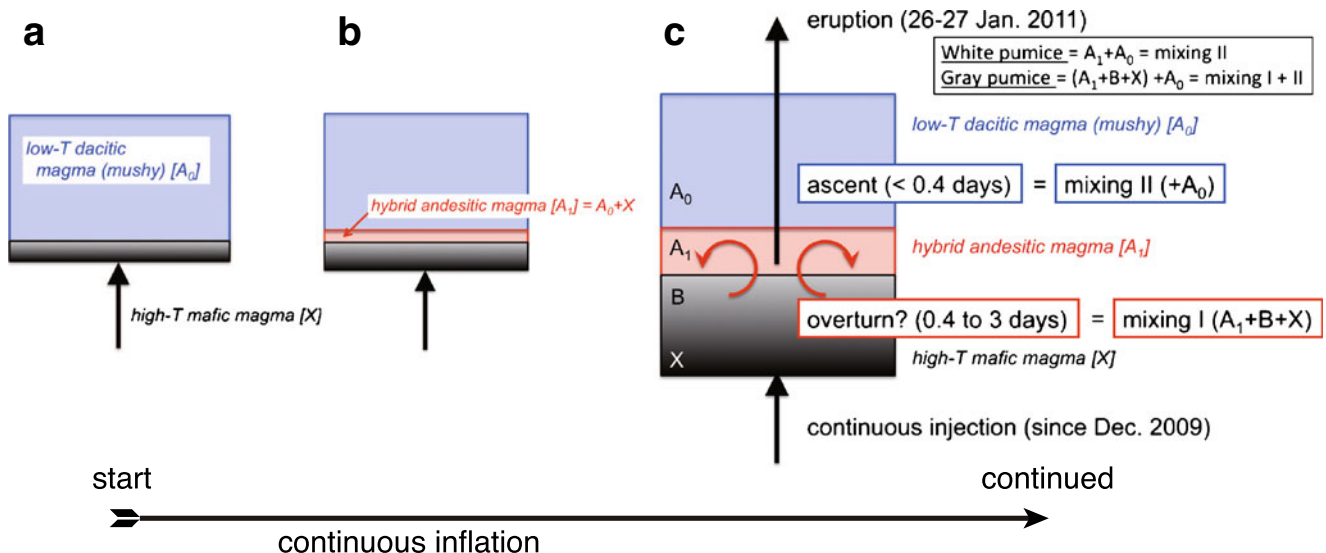 a
low-T dacitic
magma (mushy) [A₀]
high-T mafic magma [X]
b
hybrid andesitic magma [A₁] = A₀+X
c
eruption (26-27 Jan. 2011)
White pumice = A₁+A₀ = mixing II
Gray pumice = (A₁+B+X) +A₀ = mixing I + II
low-T dacitic magma (mushy) [A₀]
ascent (< 0.4 days) = mixing II (+A₀)
A₀
hybrid andesitic magma [A₁]
A₁
B
overturn? (0.4 to 3 days) = mixing I (A₁+B+X)
X
high-T mafic magma [X]
continuous injection (since Dec. 2009)
start
continued
continuous inflation